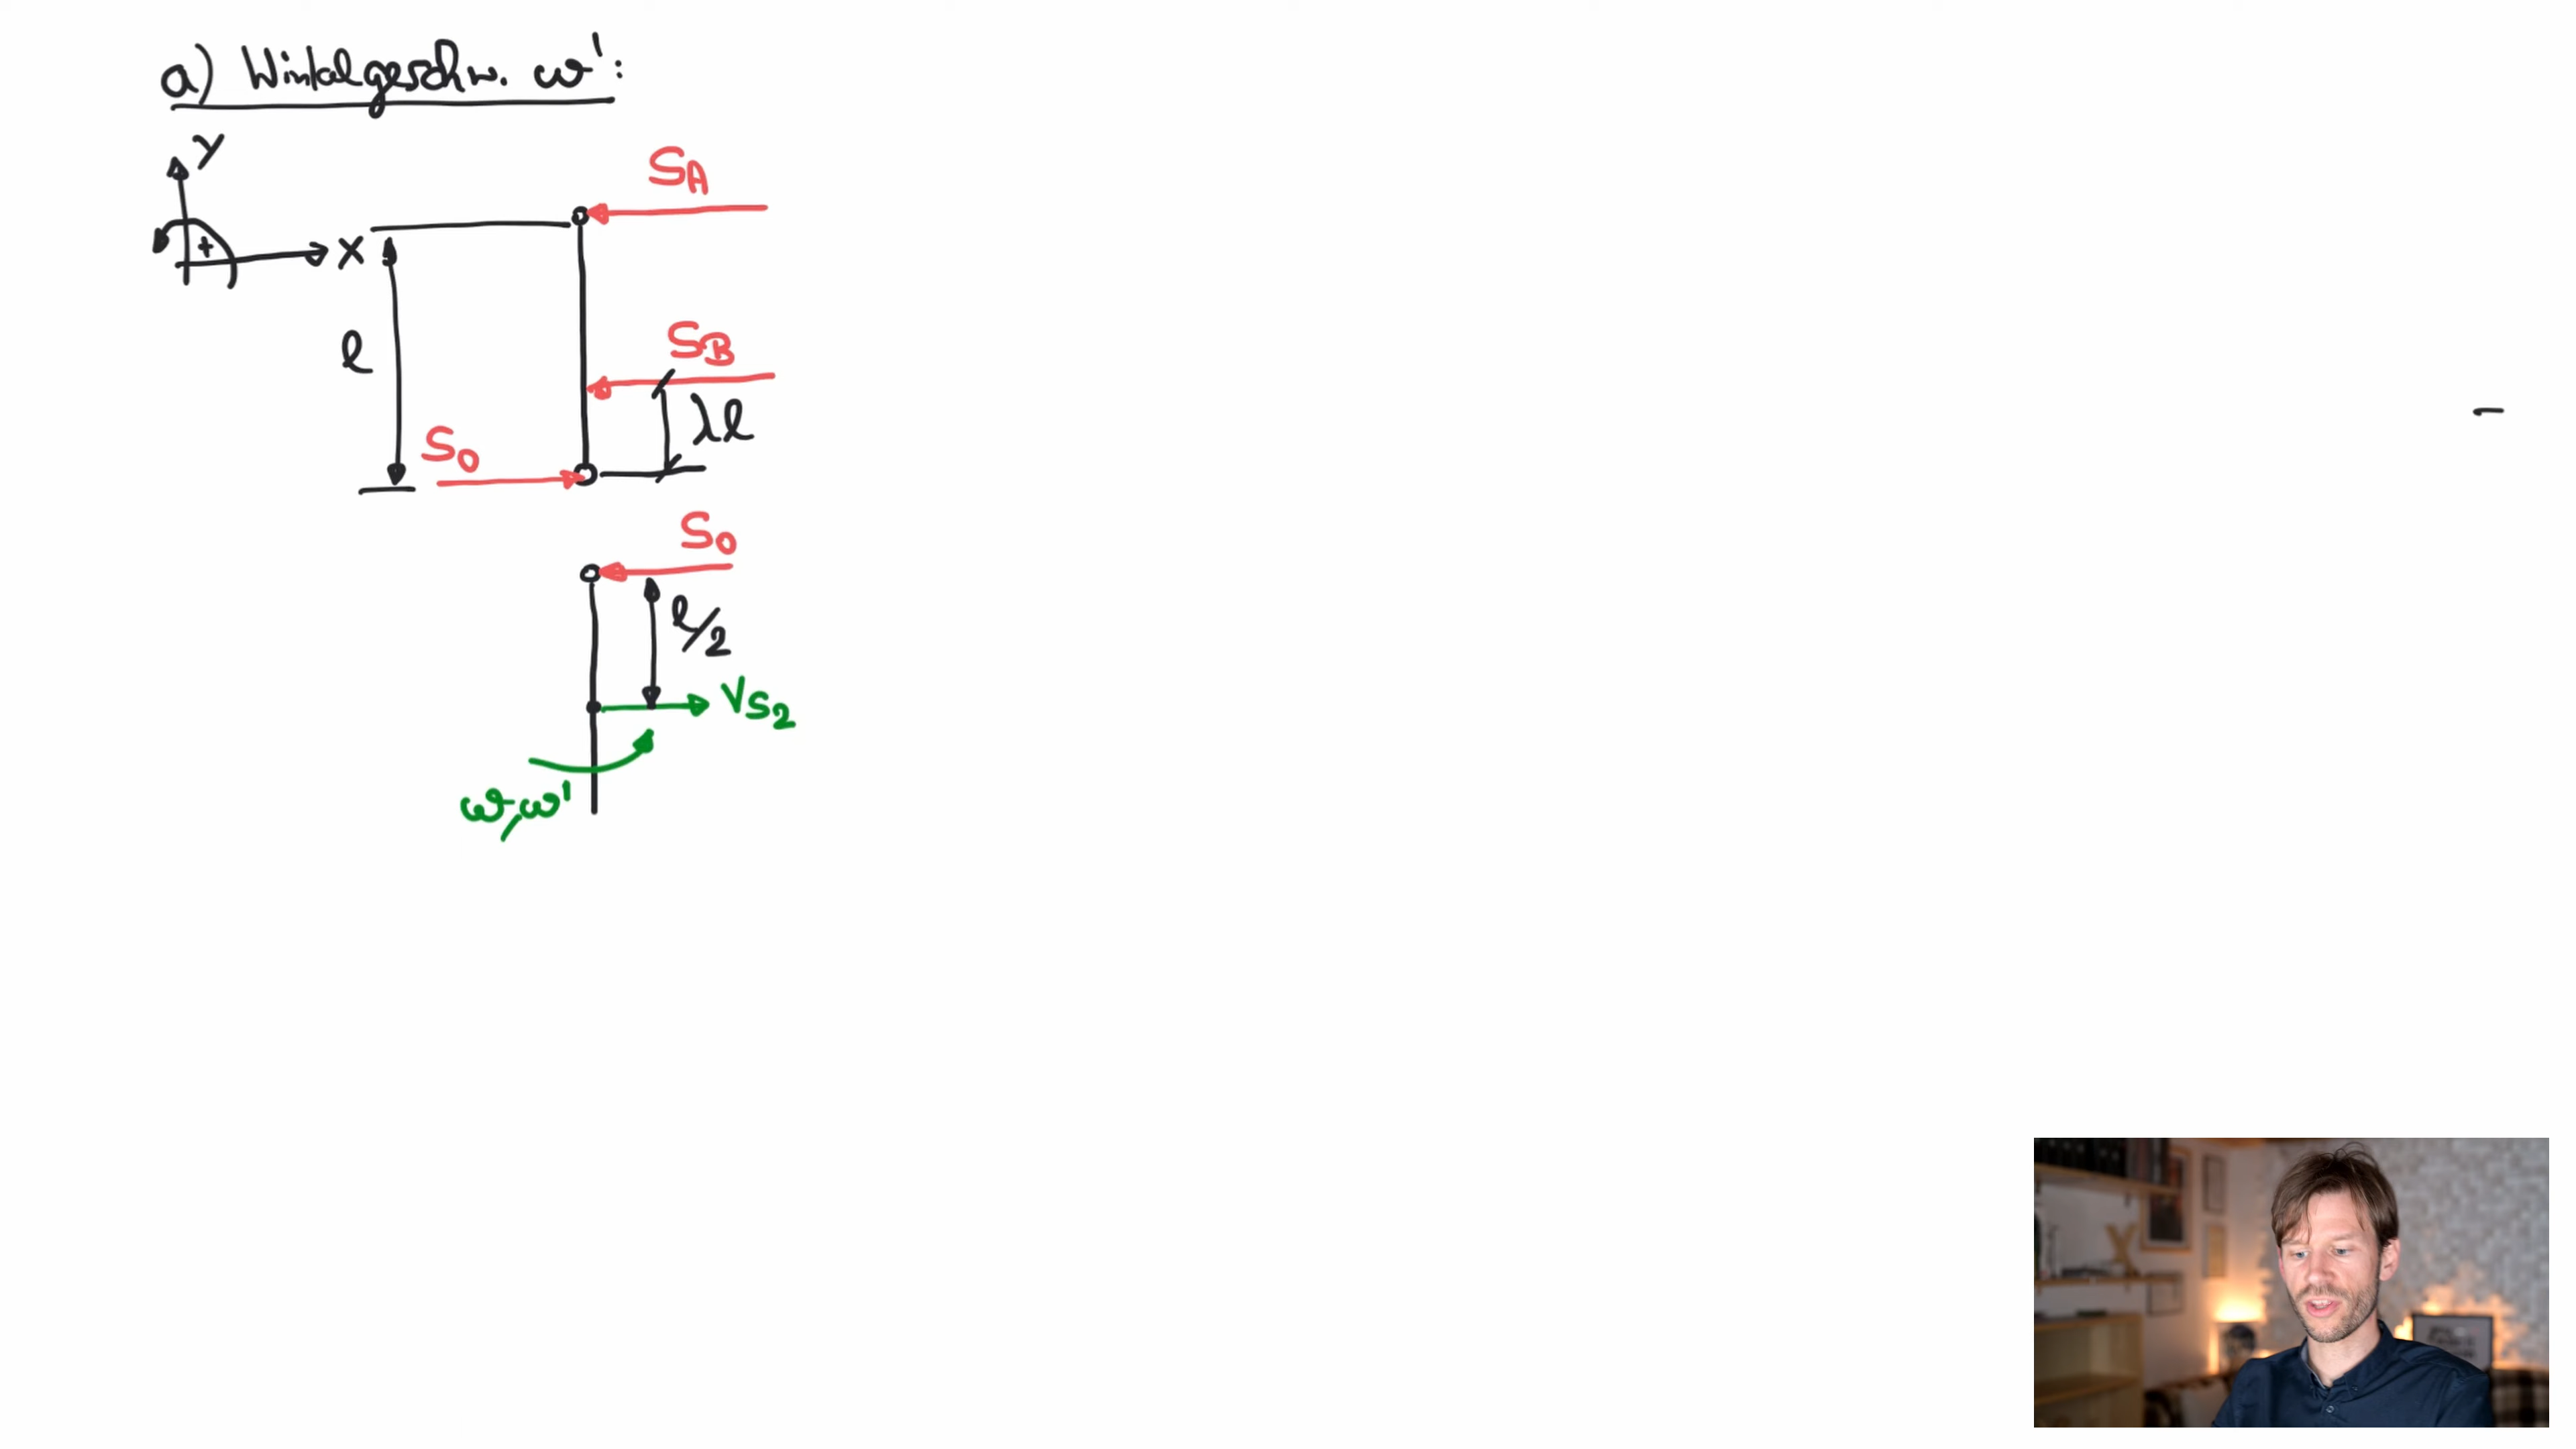 a) Winkelgeschw. ω':
y
x
S_A
l
S_B
λl
S_0
S_0
l/2
v_S2
ω, ω'